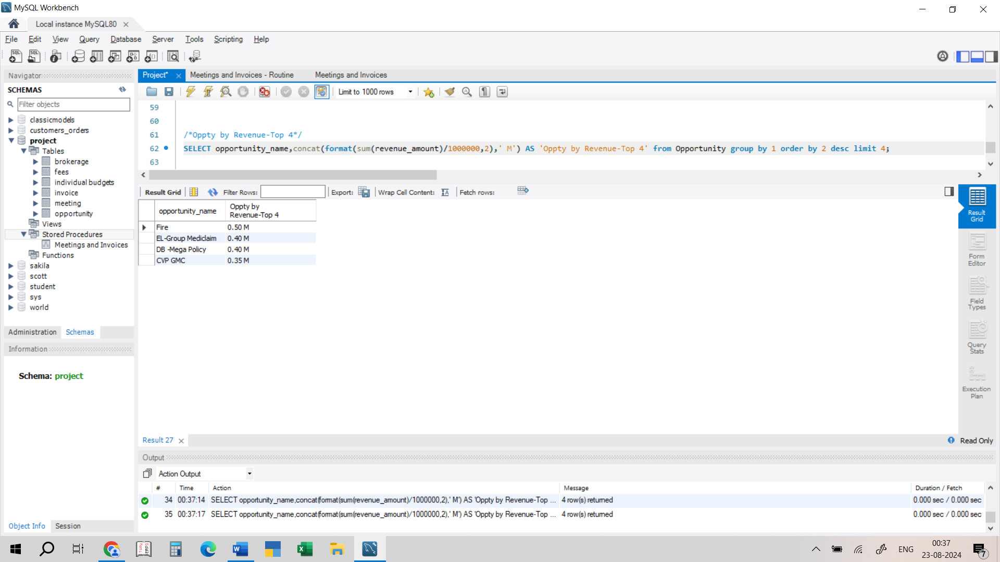 MySQL Workbench
Local instance MySQL80
File Edit View Query Database Server Tools Scripting Help
Navigator
SCHEMAS
Filter objects
classicmodels
customers_orders
project
Tables
brokerage
fees
individual budgets
invoice
meeting
opportunity
Views
Stored Procedures
Meetings and Invoices
Functions
sakila
scott
student
sys
world
Administration Schemas
Information
Schema: project
Object Info Session
Project* Meetings and Invoices - Routine Meetings and Invoices
Limit to 1000 rows
59
60
61 /*Oppty by Revenue-Top 4*/
62 SELECT opportunity_name,concat(format(sum(revenue_amount)/1000000,2),' M') AS 'Oppty by Revenue-Top 4' from Opportunity group by 1 order by 2 desc limit 4;
63
Result Grid Filter Rows: Export: Wrap Cell Content: Fetch rows:
opportunity_name Oppty by Revenue-Top 4
Fire 0.50 M
EL-Group Mediclaim 0.40 M
DB -Mega Policy 0.40 M
CVP GMC 0.35 M
Result Grid
Form Editor
Field Types
Query Stats
Execution Plan
Result 27 Read Only
Output
Action Output
# Time Action Message Duration / Fetch
34 00:37:14 SELECT opportunity_name,concat(format(sum(revenue_amount)/1000000,2),' M') AS 'Oppty by Revenue-Top ... 4 row(s) returned 0.000 sec / 0.000 sec
35 00:37:17 SELECT opportunity_name,concat(format(sum(revenue_amount)/1000000,2),' M') AS 'Oppty by Revenue-Top ... 4 row(s) returned 0.000 sec / 0.000 sec
ENG
00:37
23-08-2024
7